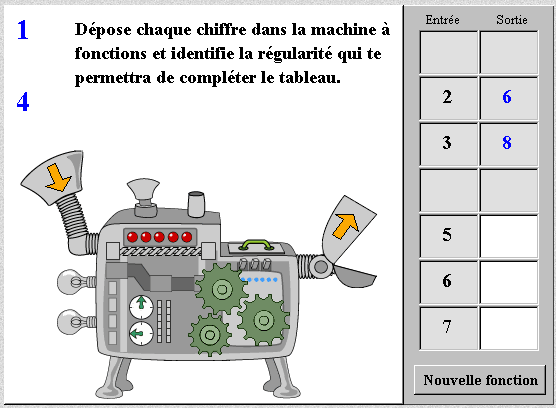 1
4
Dépose chaque chiffre dans la machine à
fonctions et identifie la régularité qui te
permettra de compléter le tableau.
Entrée Sortie
2 6
3 8
5
6
7
Nouvelle fonction